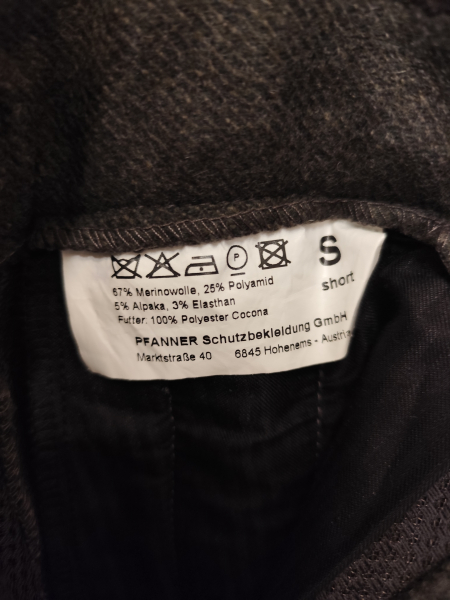 P
S
short
67% Merinowolle, 25% Polyamid
5% Alpaka, 3% Elasthan
Futter: 100% Polyester Cocona
PFANNER Schutzbekleidung GmbH
Marktstraße 40 6845 Hohenems - Austria